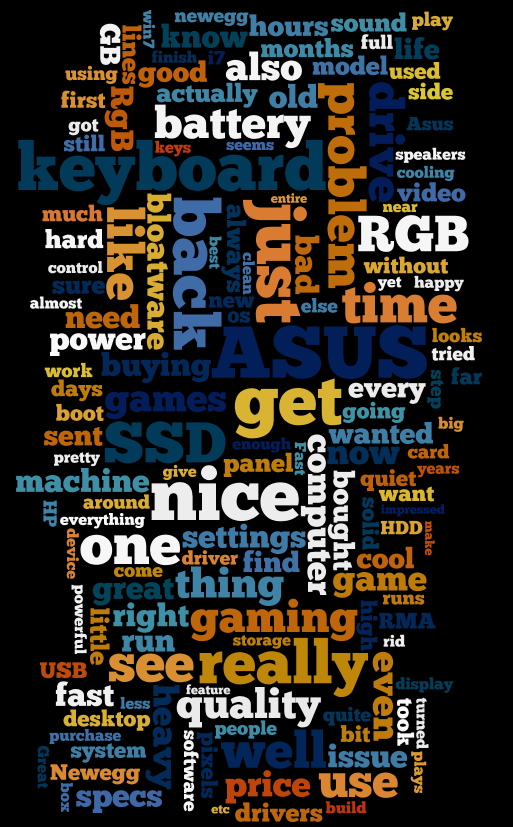 win7
newegg
play
GB
lines
know
hours
sound
months
full
life
finish
i7
using
good
also
model
used
first
RgB
actually
old
side
problem
drive
got
battery
Asus
still
keys
seems
speakers
keyboard
cooling
video
entire
near
much
like
bloatware
back
best
always
clean
just
bad
RGB
hard
control
without
sure
yet
happy
almost
new
os
else
time
need
power
ASUS
looks
tried
buying
work
step
far
days
games
get
every
boot
going
big
sent
SSD
enough
Fast
wanted
now
card
pretty
give
panel
computer
years
machine
nice
bought
quiet
want
around
impressed
HP
everything
solid
HDD
make
one
settings
device
driver
find
cool
come
great
thing
game
powerful
little
runs
right
gaming
high
RMA
run
storage
rid
USB
see
really
even
display
fast
less
heavy
feature
quality
took
turned
desktop
quite
bit
purchase
people
system
software
pixels
well
issue
plays
Great
Newegg
box
specs
price
use
etc
drivers
build